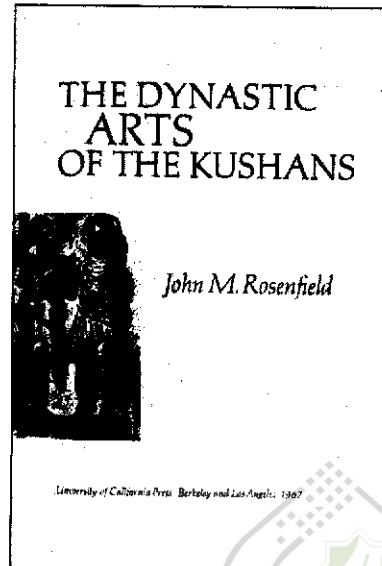 THE DYNASTIC
ARTS
OF THE KUSHANS
John M. Rosenfield
University of California Press Berkeley and Los Angeles 1967